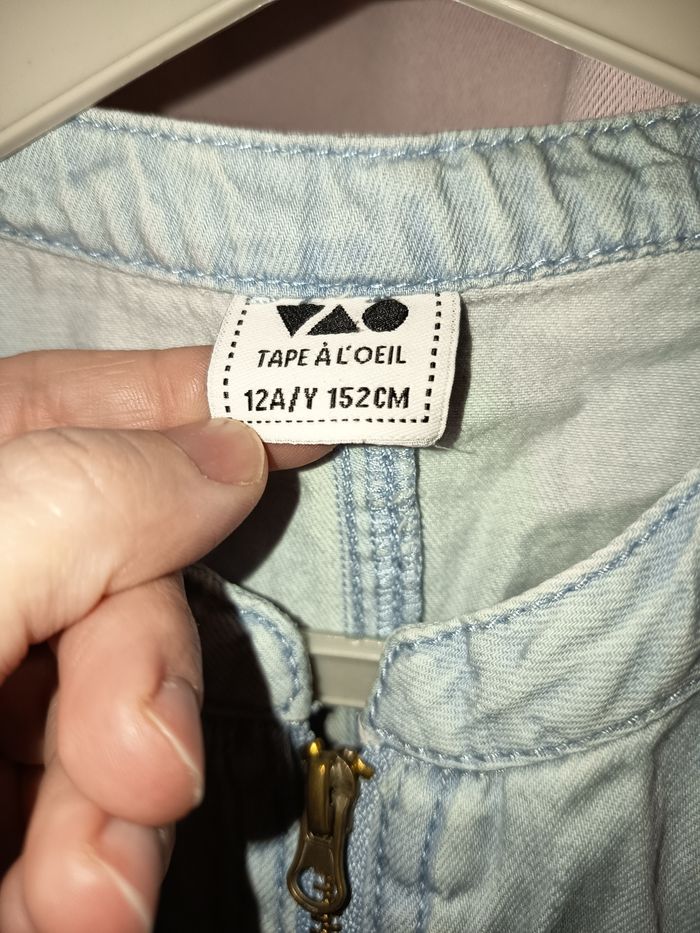 TAPE À L'OEIL
12A/Y 152CM